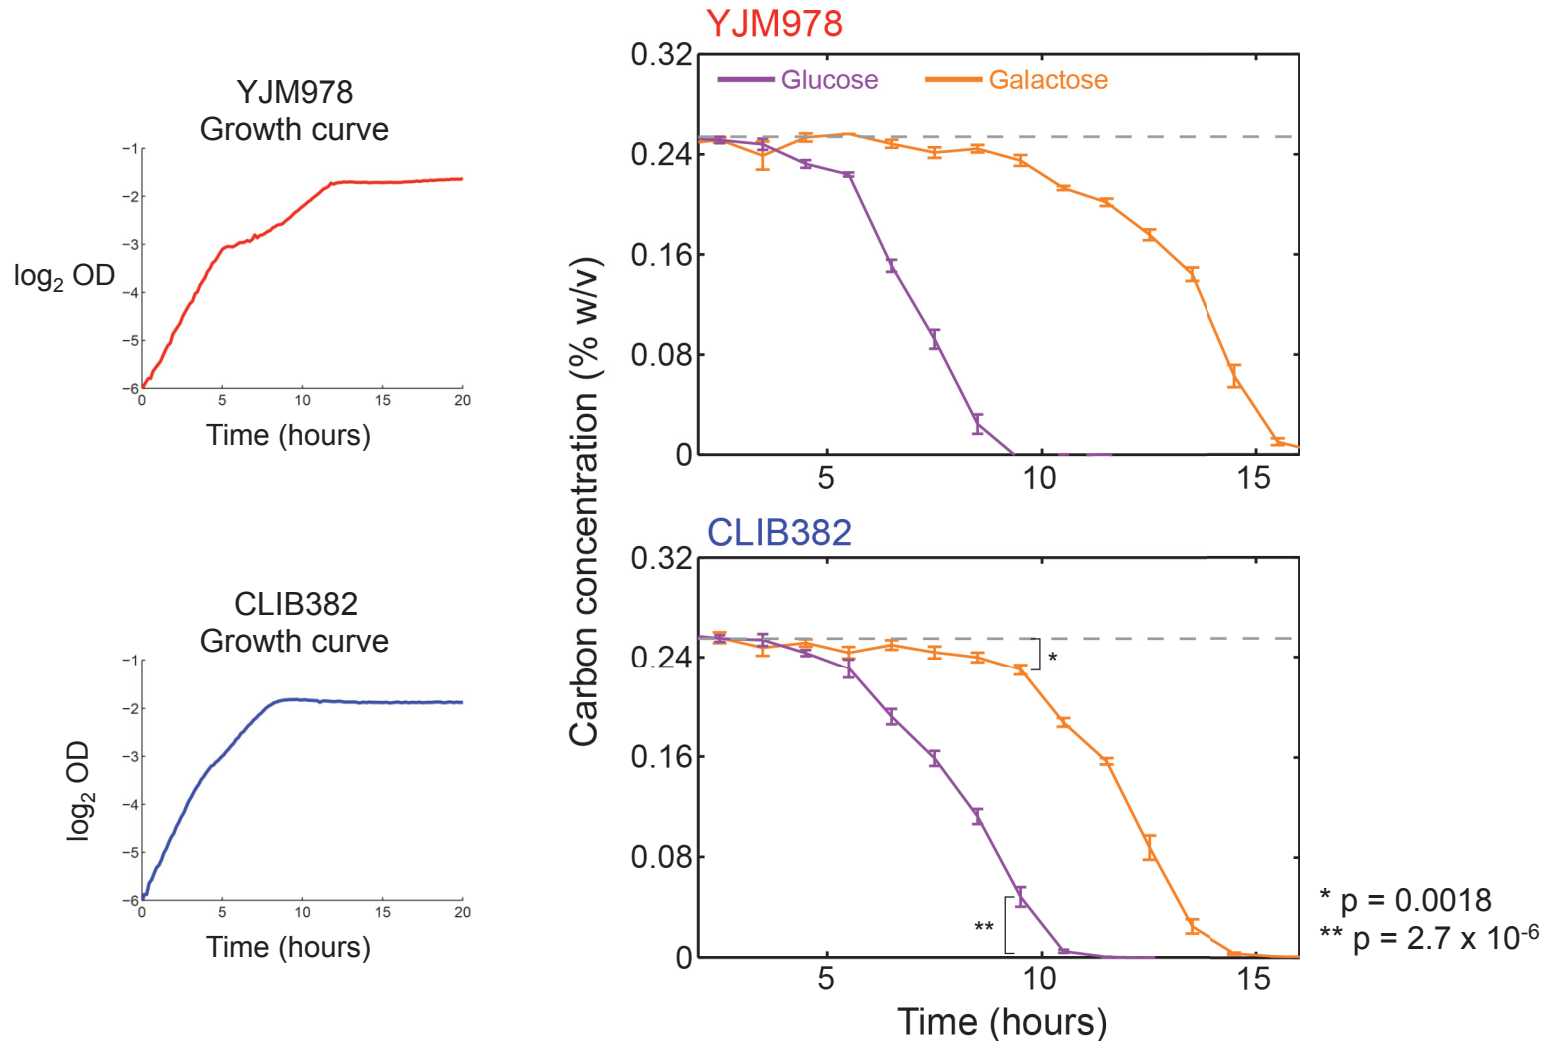 YJM978
Growth curve
−1
−2
−3
−4
−5
−6
log2 OD
0 5 10 15 20
Time (hours)
CLIB382
Growth curve
−1
−2
−3
−4
−5
−6
log2 OD
0 5 10 15 20
Time (hours)
Carbon concentration (% w/v)
YJM978
0.32
0.24
0.16
0.08
0
Glucose Galactose
5 10 15
CLIB382
0.32
0.24
0.16
0.08
0
*
**
5 10 15
Time (hours)
* p = 0.0018
** p = 2.7 x 10-6